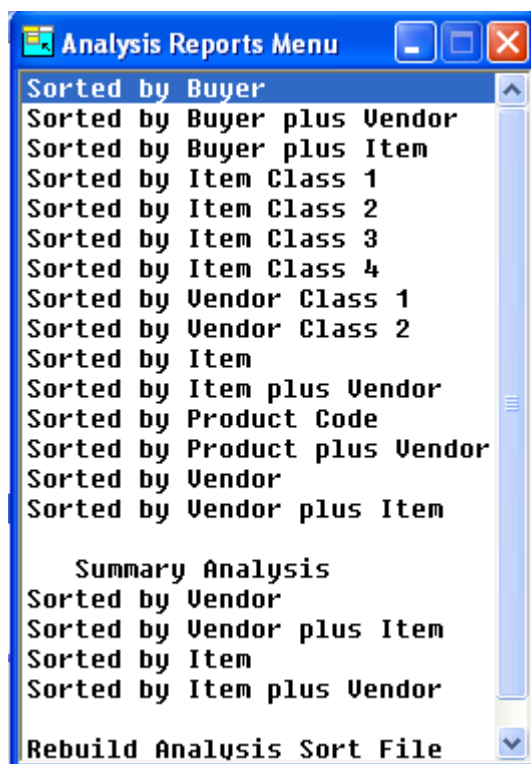 Analysis Reports Menu
Sorted by Buyer
Sorted by Buyer plus Vendor
Sorted by Buyer plus Item
Sorted by Item Class 1
Sorted by Item Class 2
Sorted by Item Class 3
Sorted by Item Class 4
Sorted by Vendor Class 1
Sorted by Vendor Class 2
Sorted by Item
Sorted by Item plus Vendor
Sorted by Product Code
Sorted by Product plus Vendor
Sorted by Vendor
Sorted by Vendor plus Item
Summary Analysis
Sorted by Vendor
Sorted by Vendor plus Item
Sorted by Item
Sorted by Item plus Vendor
Rebuild Analysis Sort File